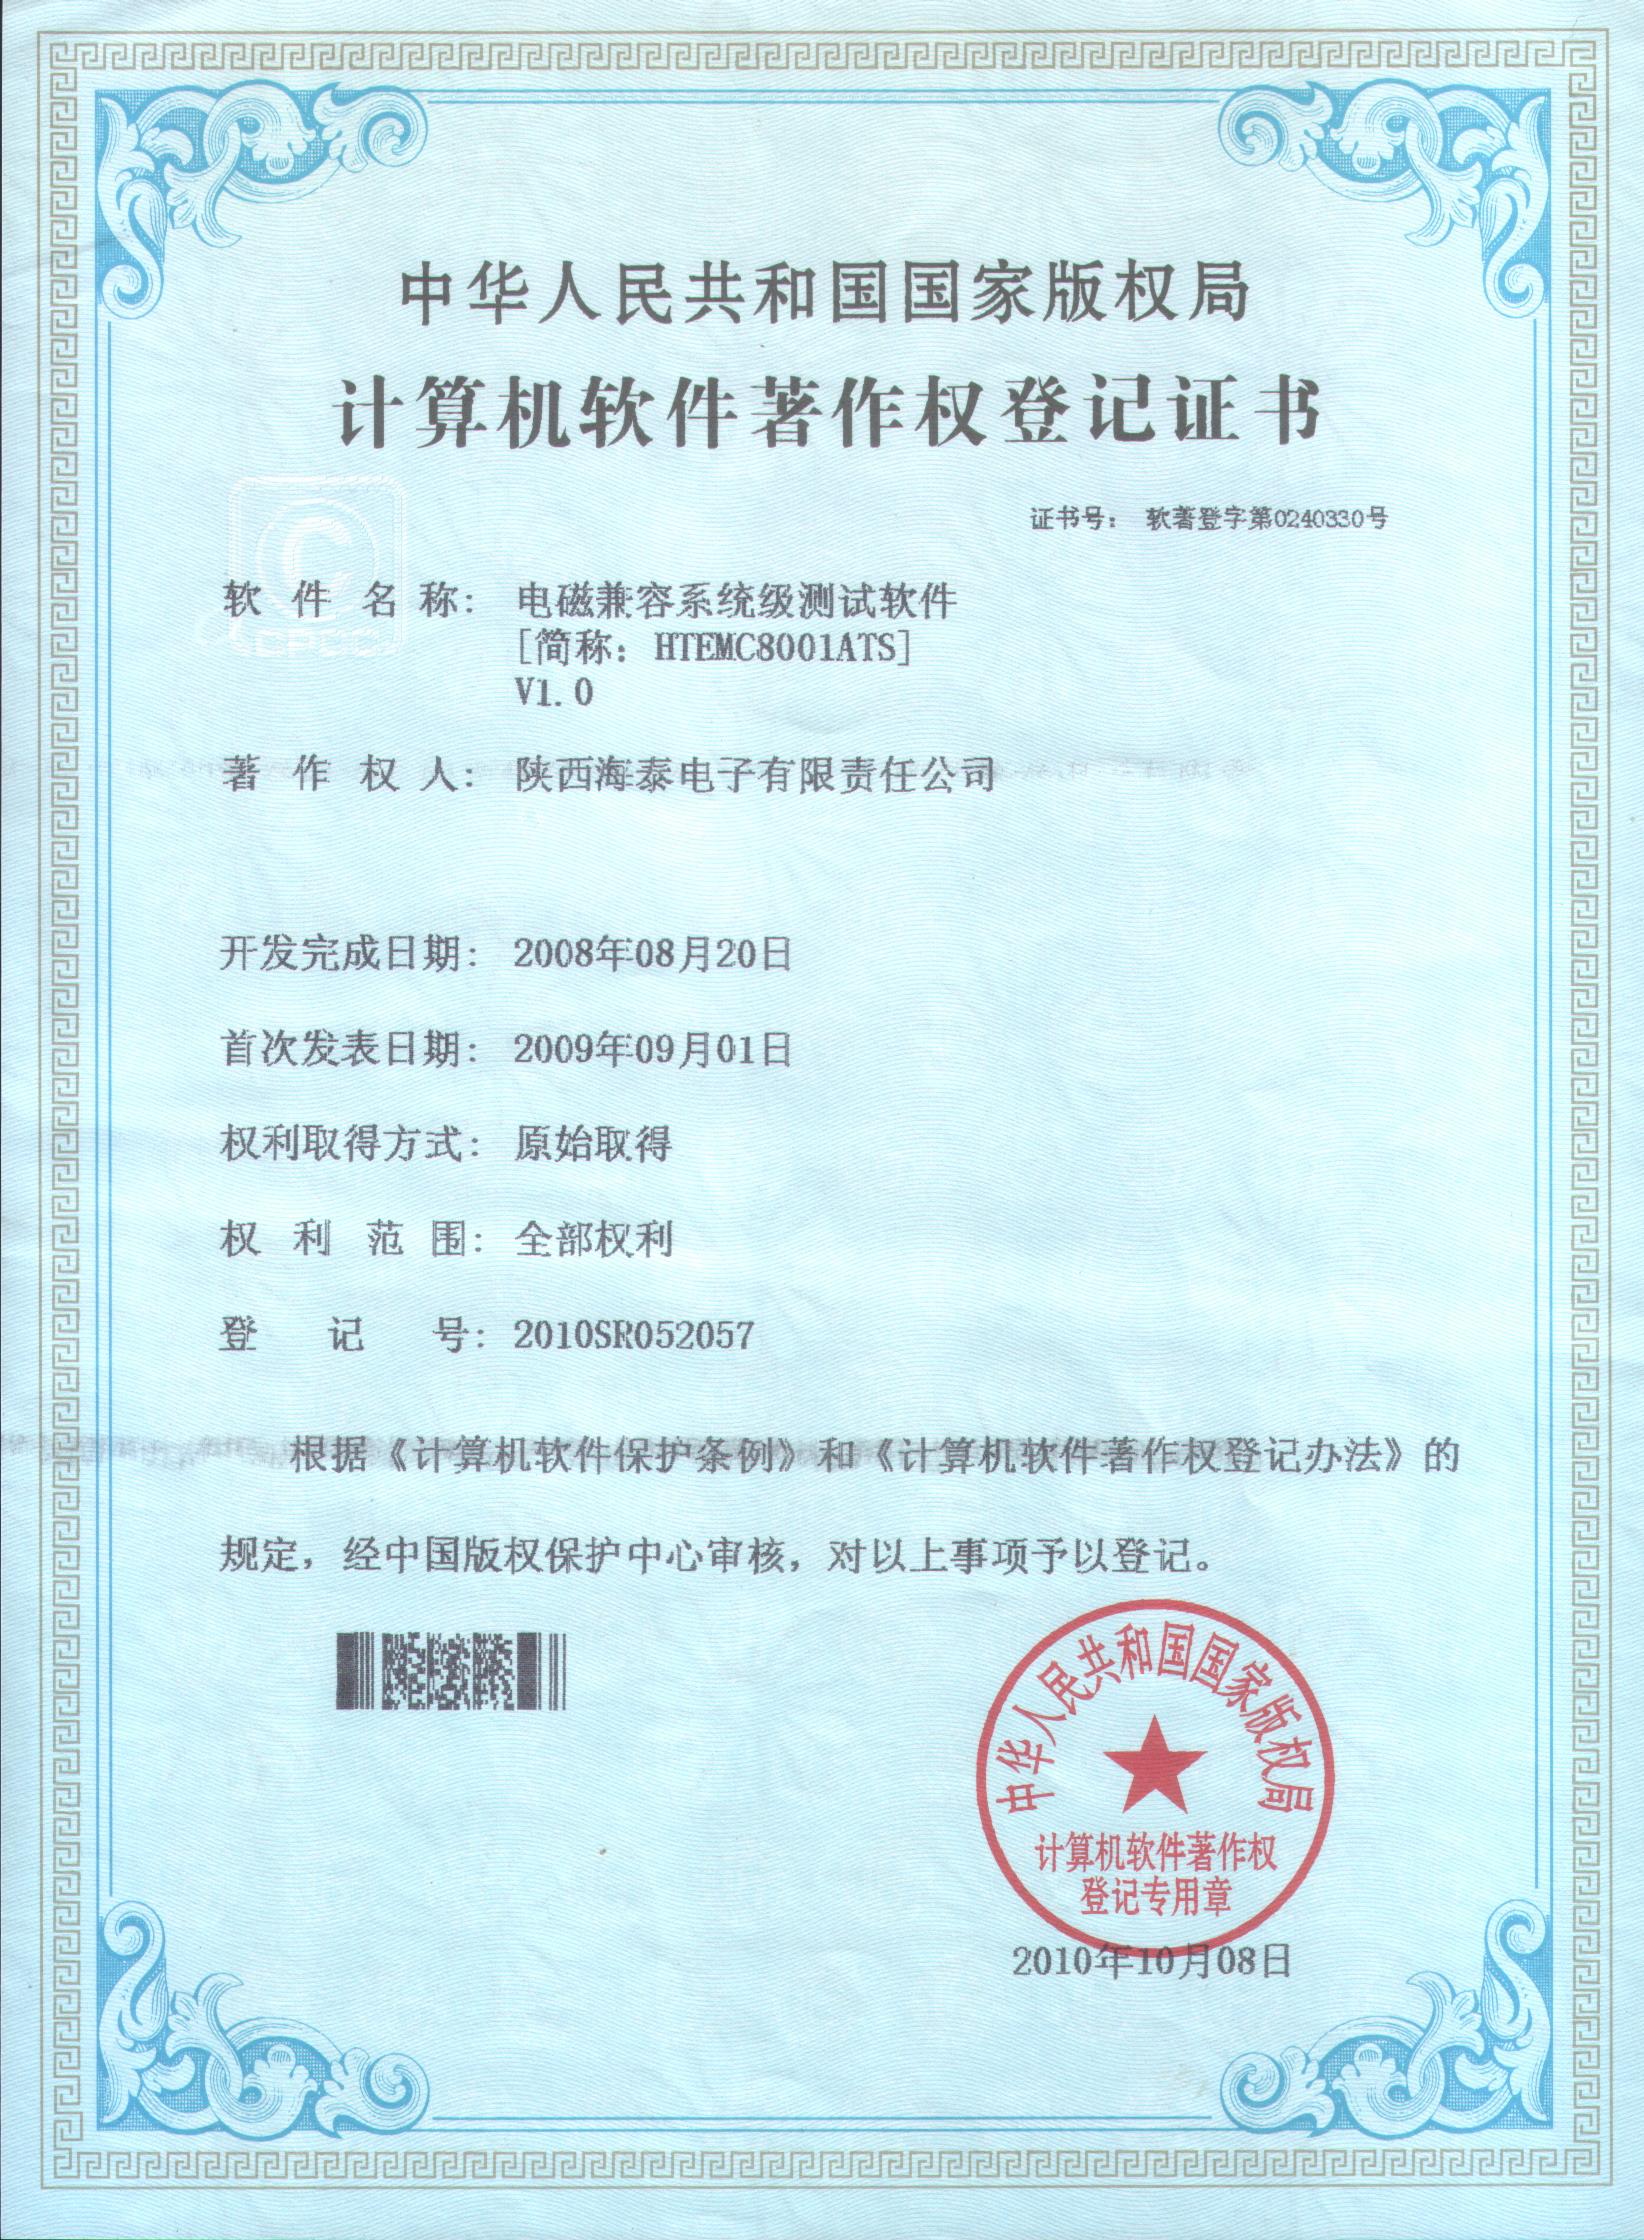 中华人民共和国国家版权局
计算机软件著作权登记证书
证书号： 软著登字第0240330号
软件名称： 电磁兼容系统级测试软件
[简称：HTEMC8001ATS]
V1.0
著作权人： 陕西海泰电子有限责任公司
开发完成日期： 2008年08月20日
首次发表日期： 2009年09月01日
权利取得方式： 原始取得
权利范围： 全部权利
登记号： 2010SR052057
根据《计算机软件保护条例》和《计算机软件著作权登记办法》的
规定，经中国版权保护中心审核，对以上事项予以登记。
中华人民共和国国家版权局
计算机软件著作权
登记专用章
2010年10月08日
CPCC